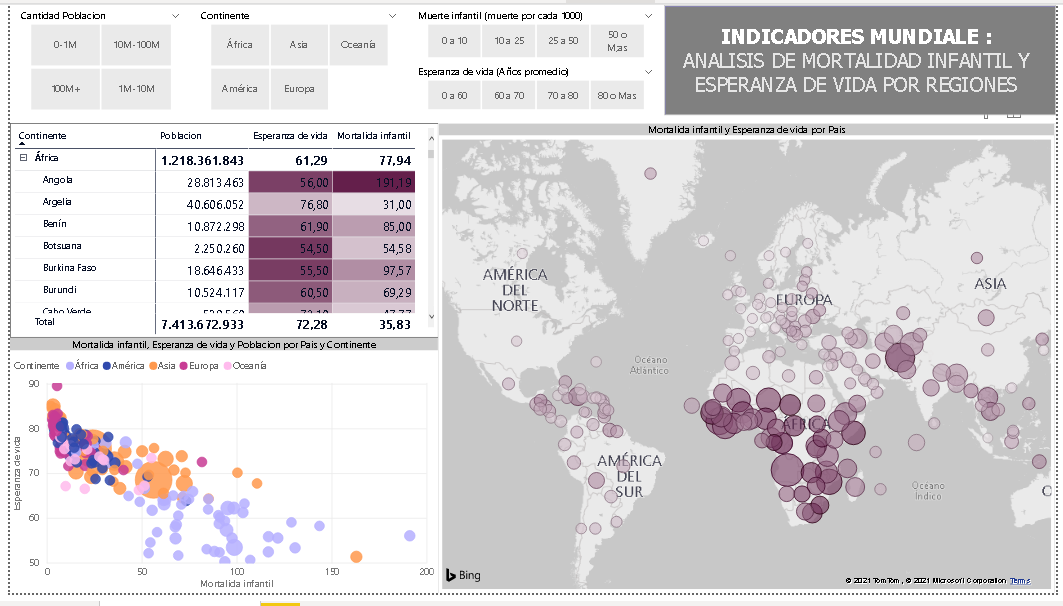 Cantidad Poblacion
0-1M
10M-100M
100M+
1M-10M
Continente
África
Asia
Oceanía
América
Europa
Muerte infantil (muerte por cada 1000)
0 a 10
10 a 25
25 a 50
50 o
M;as
Esperanza de vida (Años promedio)
0 a 60
60 a 70
70 a 80
80 o Mas
INDICADORES MUNDIALE :
ANALISIS DE MORTALIDAD INFANTIL Y
ESPERANZA DE VIDA POR REGIONES
Continente Poblacion Esperanza de vida Mortalida infantil
África 1.218.361.843 61,29 77,94
Angola 28.813.463 56,00 191,19
Argelia 40.606.052 76,80 31,00
Benín 10.872.298 61,90 85,00
Botsuana 2.250.260 54,50 54,58
Burkina Faso 18.646.433 55,50 97,57
Burundi 10.524.117 60,50 69,29
Cabo Verde
Total 7.413.672.933 72,28 35,83
Mortalida infantil, Esperanza de vida y Poblacion por Pais y Continente
Continente África América Asia Europa Oceanía
Esperanza de vida
90
80
70
60
50
0 50 100 150 200
Mortalida infantil
Mortalida infantil y Esperanza de vida por Pais
AMÉRICA
DEL
NORTE
EUROPA
ASIA
Océano
Atlántico
ÁFRICA
AMÉRICA
DEL
SUR
Océano
Índico
O
Bing
© 2021 TomTom, © 2021 Microsoft Corporation Terms